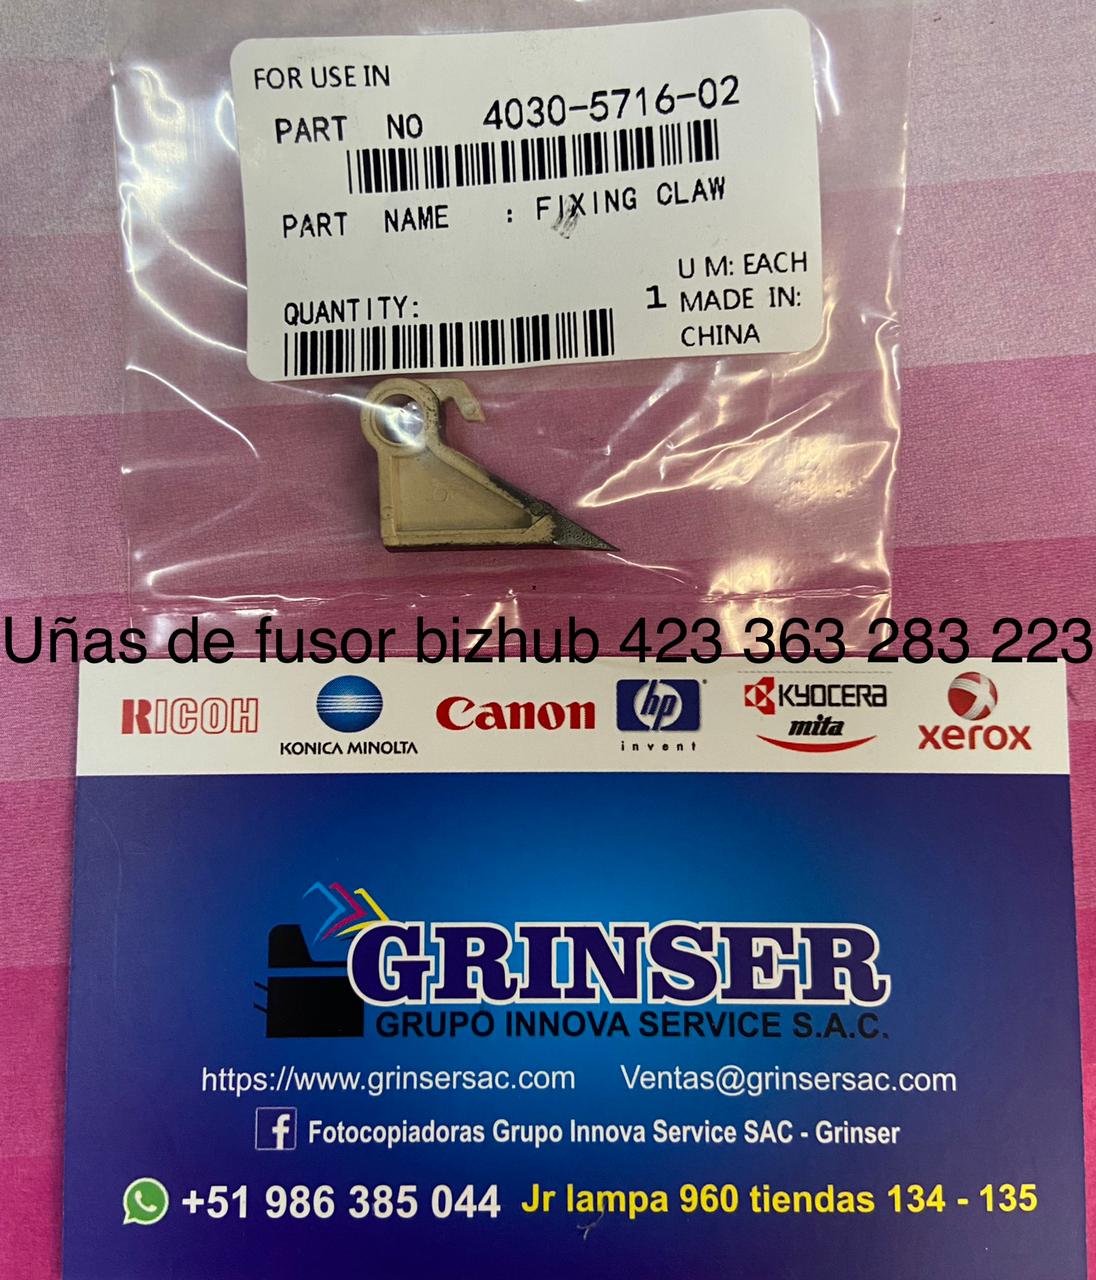 FOR USE IN
PART NO 4030-5716-02
PART NAME : FIXING CLAW
U M: EACH
QUANTITY: 1 MADE IN:
CHINA
Uñas de fusor bizhub 423 363 283 223
RICOH KONICA MINOLTA Canon hp invent KYOCERA mita xerox
GRINSER
GRUPO INNOVA SERVICE S.A.C.
https://www.grinsersac.com Ventas@grinsersac.com
f Fotocopiadoras Grupo Innova Service SAC - Grinser
+51 986 385 044 Jr lampa 960 tiendas 134 - 135